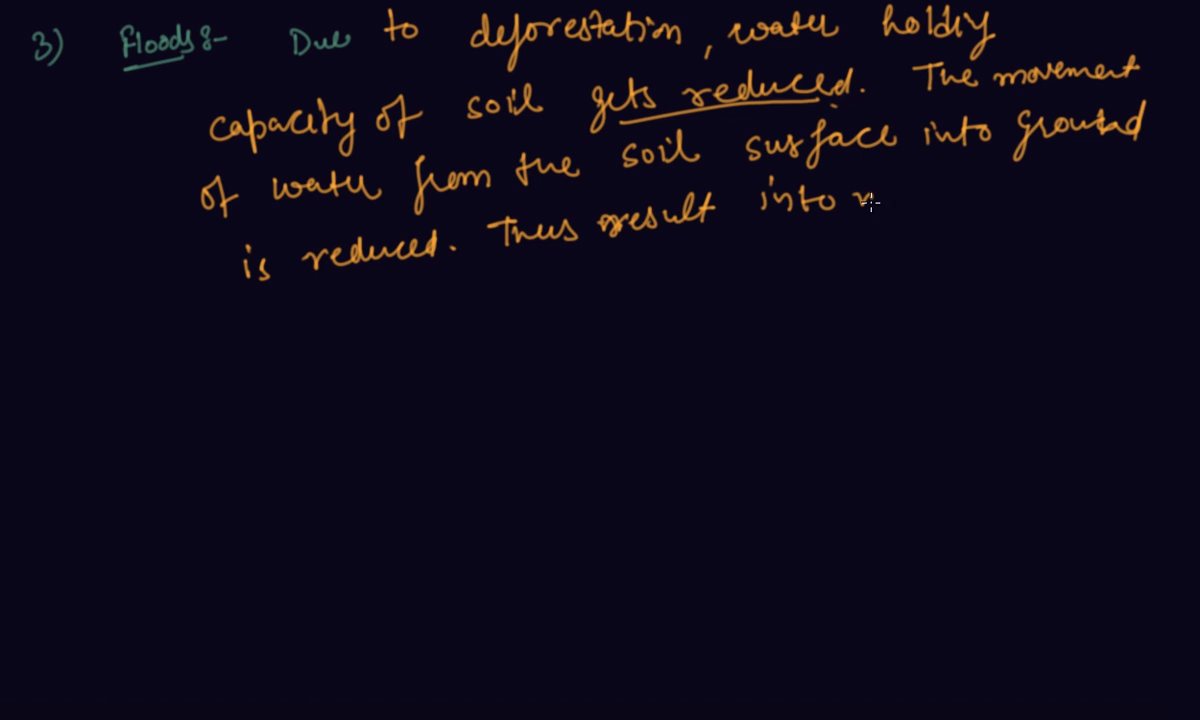 3) Floods :- Due to deforestation, water holdiy
capacity of soil gets reduced. The movement
of water from the soil surface into ground
is reduced. Thus result into